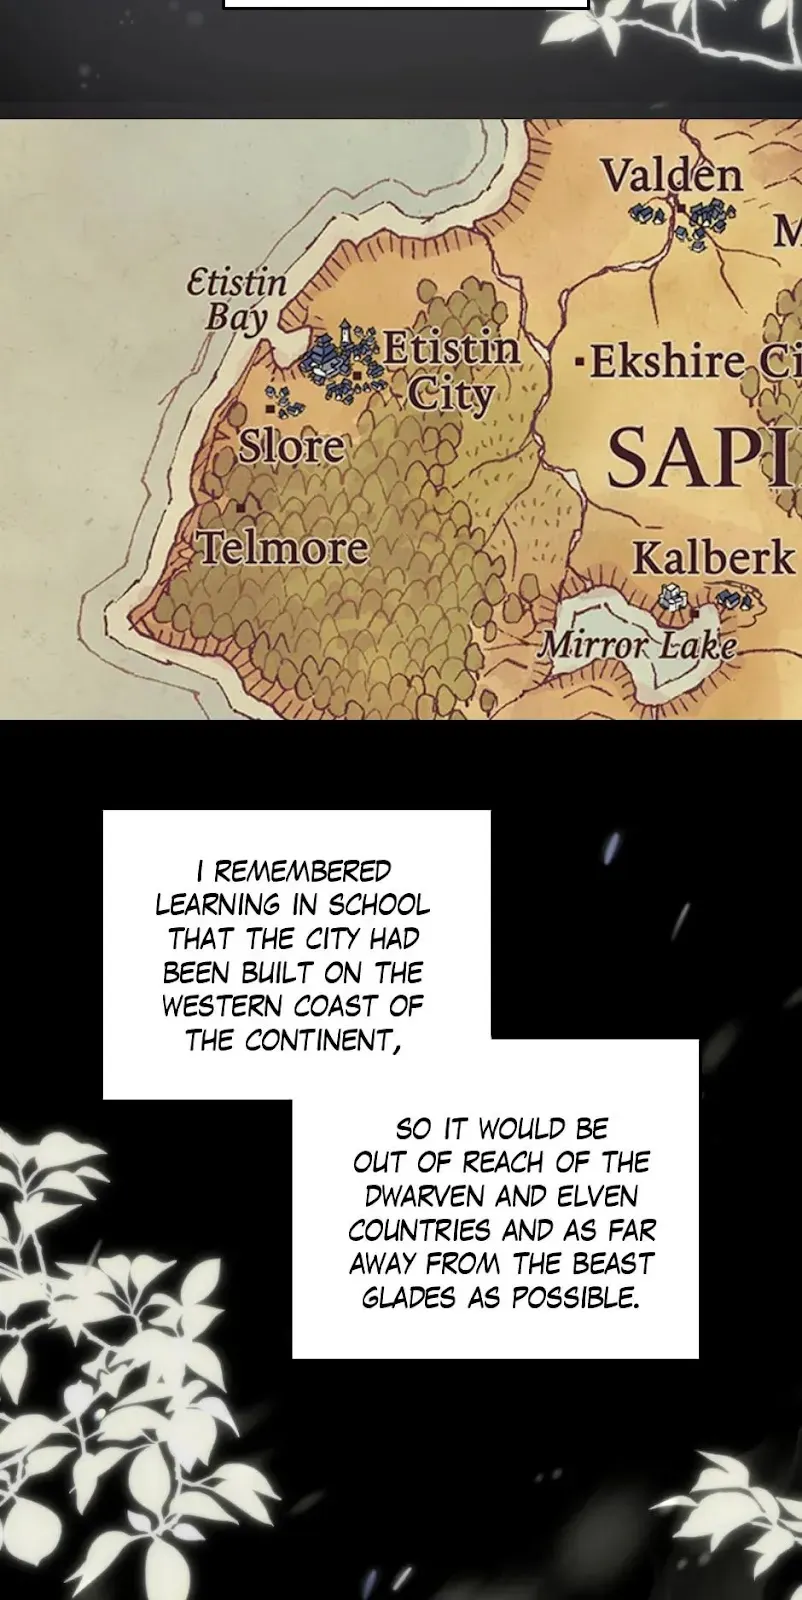 Valden
M
Etistin
Bay
Etistin
City
Ekshire Ci
Slore
SAPI
Telmore
Kalberk
Mirror Lake
I REMEMBERED
LEARNING IN SCHOOL
THAT THE CITY HAD
BEEN BUILT ON THE
WESTERN COAST OF
THE CONTINENT,
SO IT WOULD BE
OUT OF REACH OF THE
DWARVEN AND ELVEN
COUNTRIES AND AS FAR
AWAY FROM THE BEAST
GLADES AS POSSIBLE.